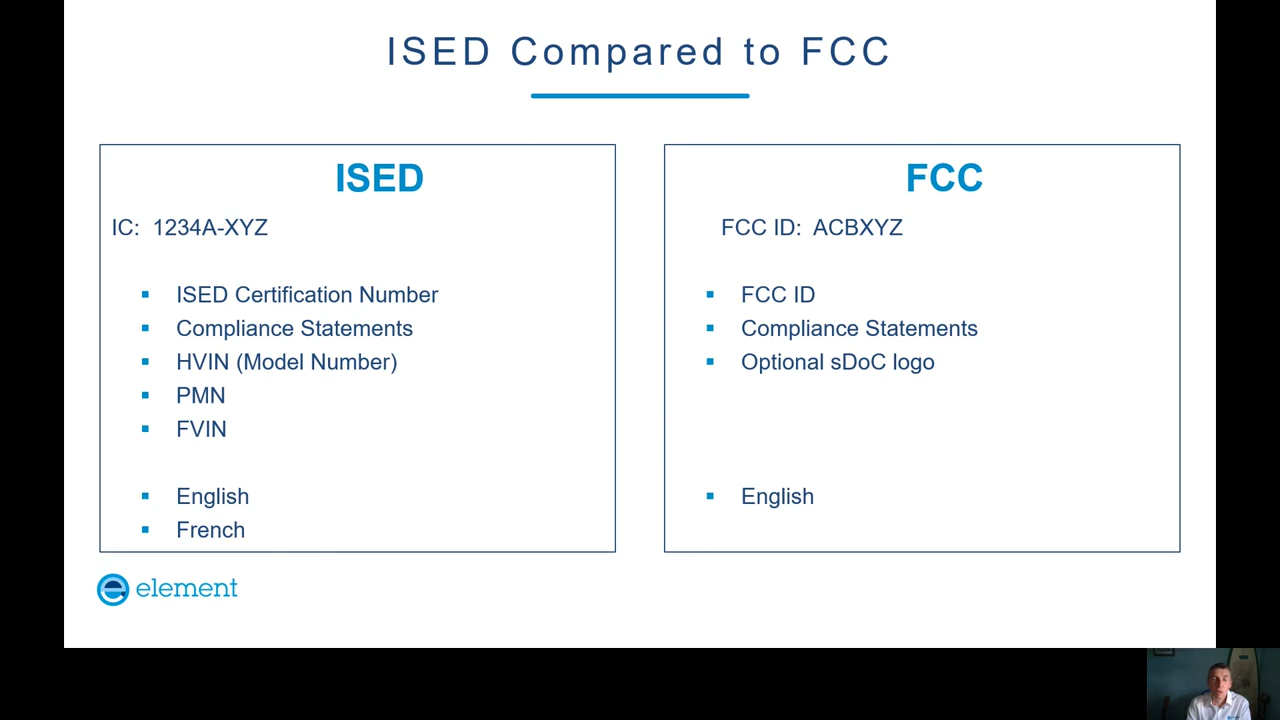 ISED Compared to FCC
ISED
IC: 1234A-XYZ
ISED Certification Number
Compliance Statements
HVIN (Model Number)
PMN
FVIN
English
French
FCC
FCC ID: ACBXYZ
FCC ID
Compliance Statements
Optional sDoC logo
English
element